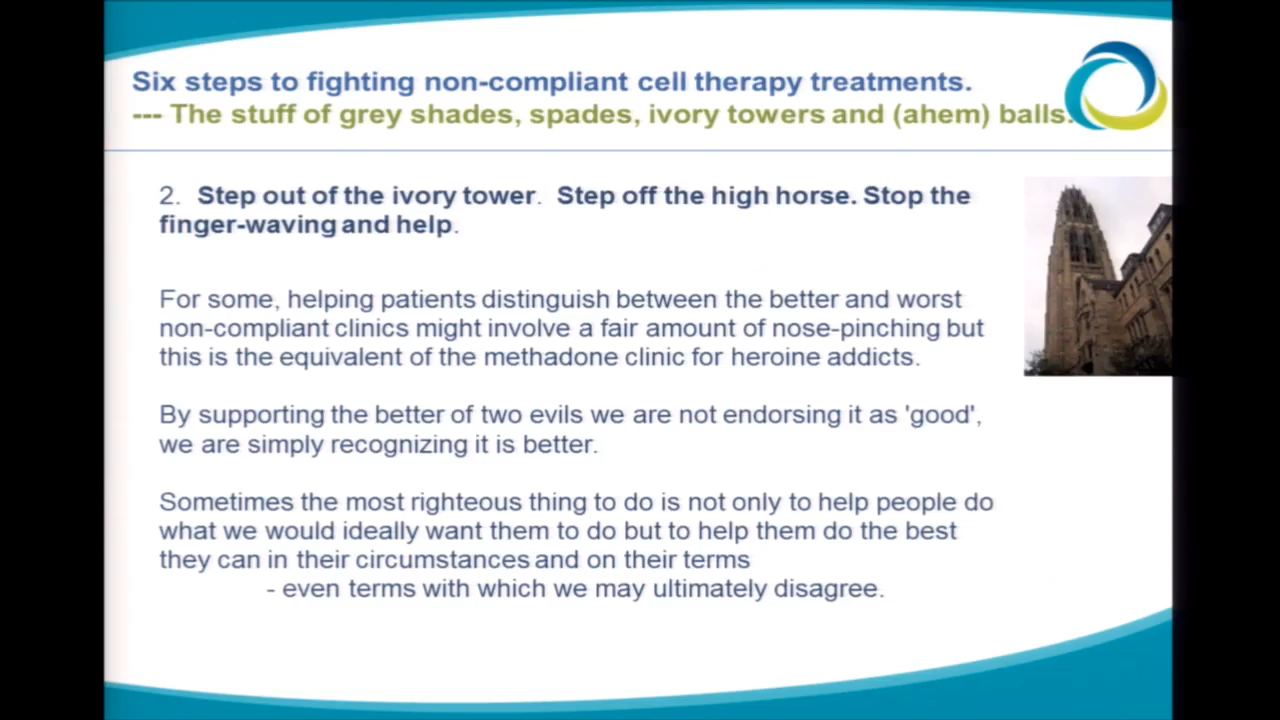 Six steps to fighting non-compliant cell therapy treatments.
--- The stuff of grey shades, spades, ivory towers and (ahem) balls.
2. Step out of the ivory tower. Step off the high horse. Stop the
finger-waving and help.
For some, helping patients distinguish between the better and worst
non-compliant clinics might involve a fair amount of nose-pinching but
this is the equivalent of the methadone clinic for heroine addicts.
By supporting the better of two evils we are not endorsing it as 'good',
we are simply recognizing it is better.
Sometimes the most righteous thing to do is not only to help people do
what we would ideally want them to do but to help them do the best
they can in their circumstances and on their terms
- even terms with which we may ultimately disagree.